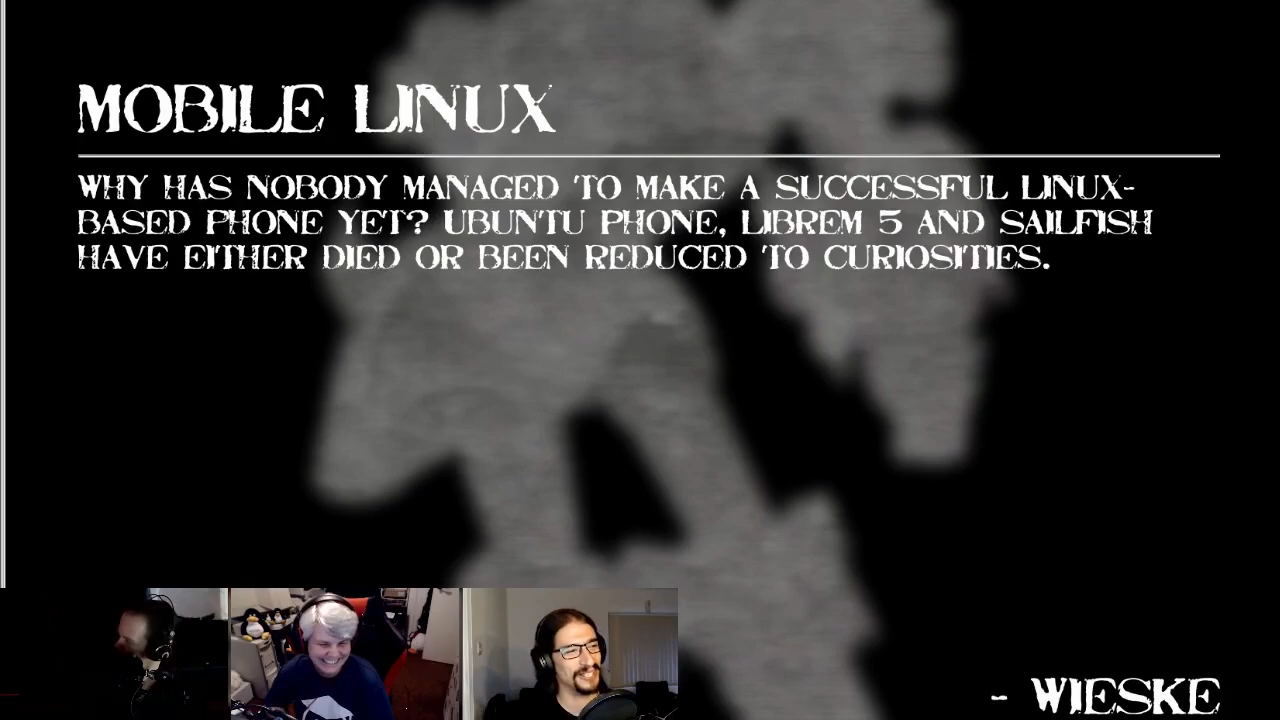 MOBILE LINUX
WHY HAS NOBODY MANAGED TO MAKE A SUCCESSFUL LINUX-
BASED PHONE YET? UBUNTU PHONE, LIBREM 5 AND SAILFISH
HAVE EITHER DIED OR BEEN REDUCED TO CURIOSITIES.
- WIESKE